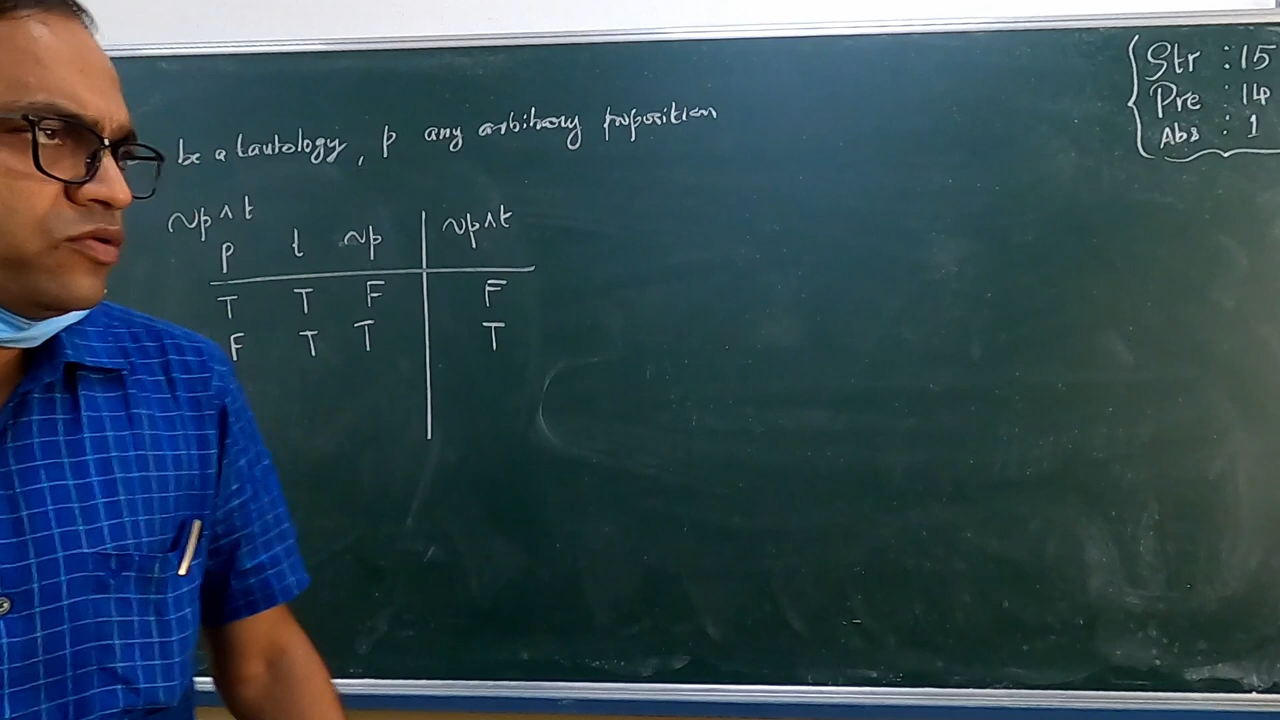 be a tautology, p any arbitrary proposition
~p∧t
p t ~p ~p∧t
T T F F
F T T T
Str : 15
Pre : 14
Abs : 1